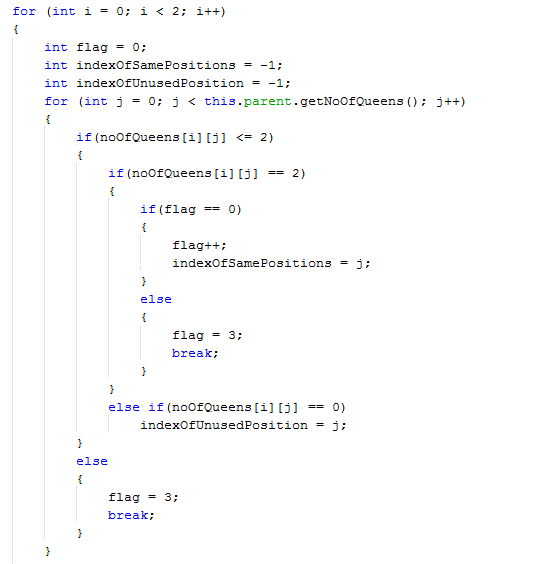 for (int i = 0; i < 2; i++)
{
    int flag = 0;
    int indexOfSamePositions = -1;
    int indexOfUnusedPosition = -1;
    for (int j = 0; j < this.parent.getNoOfQueens(); j++)
    {
        if(noOfQueens[i][j] <= 2)
        {
            if(noOfQueens[i][j] == 2)
            {
                if(flag == 0)
                {
                    flag++;
                    indexOfSamePositions = j;
                }
                else
                {
                    flag = 3;
                    break;
                }
            }
            else if(noOfQueens[i][j] == 0)
                indexOfUnusedPosition = j;
        }
        else
        {
            flag = 3;
            break;
        }
    }